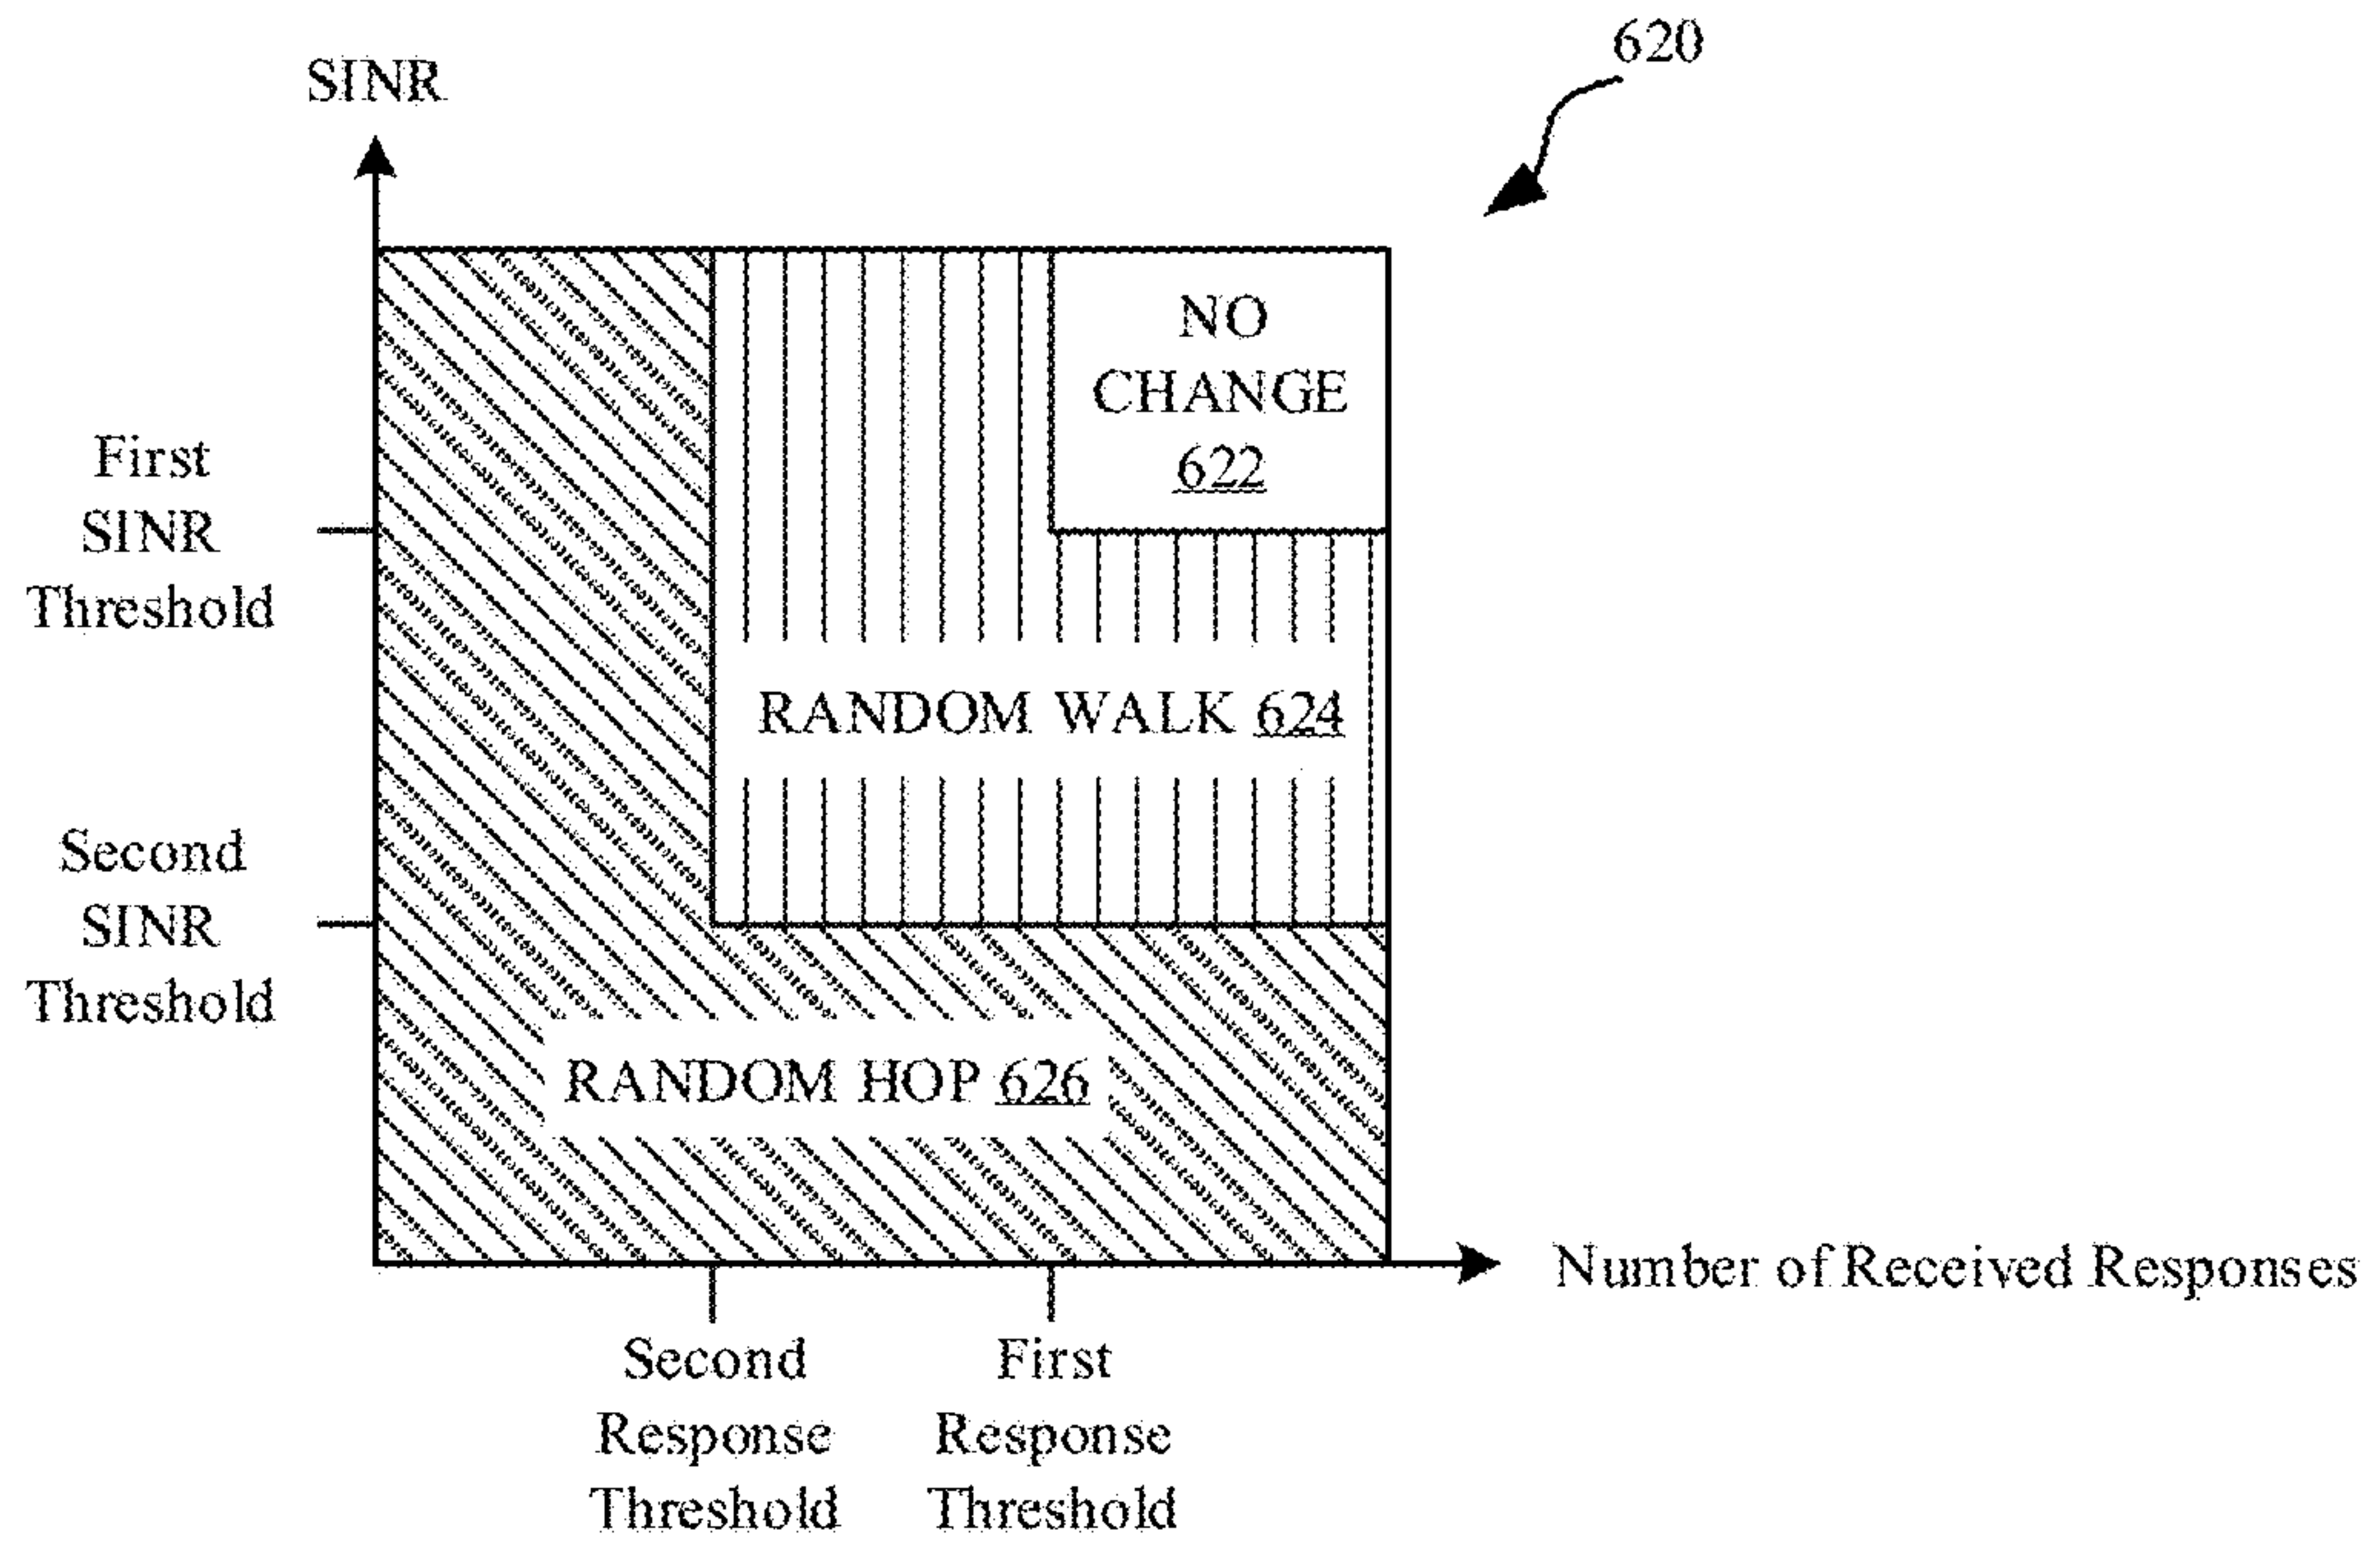 620
SINR
NO
CHANGE
622
First
SINR
Threshold
RANDOM WALK 624
Second
SINR
Threshold
RANDOM HOP 626
Number of Received Responses
Second
Response
Threshold
First
Response
Threshold